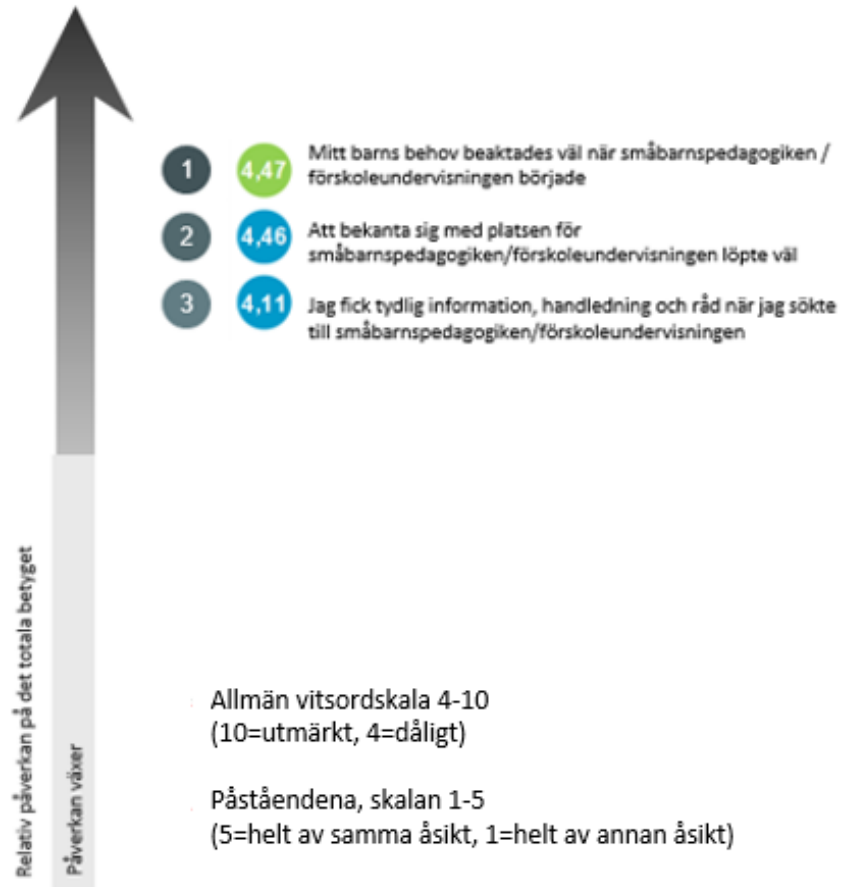 1
4,47
Mitt barns behov beaktades väl när småbarnspedagogiken /
förskoleundervisningen började
2
4,46
Att bekanta sig med platsen för
småbarnspedagogiken/förskoleundervisningen löpte väl
3
4,11
Jag fick tydlig information, handledning och råd när jag sökte
till småbarnspedagogiken/förskoleundervisningen
Relativ påverkan på det totala betyget
Påverkan växer
Allmän vitsordskala 4-10
(10=utmärkt, 4=dåligt)
Påståendena, skalan 1-5
(5=helt av samma åsikt, 1=helt av annan åsikt)